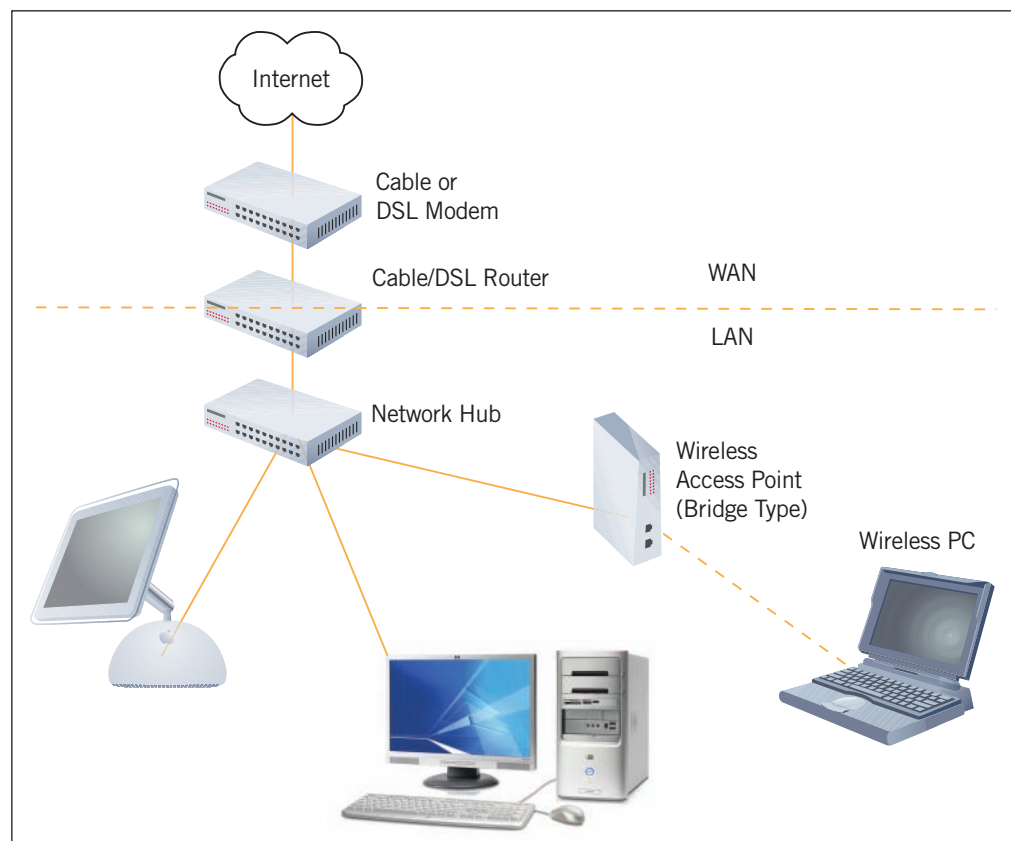 Internet
Cable or
DSL Modem
Cable/DSL Router
WAN
LAN
Network Hub
Wireless
Access Point
(Bridge Type)
Wireless PC